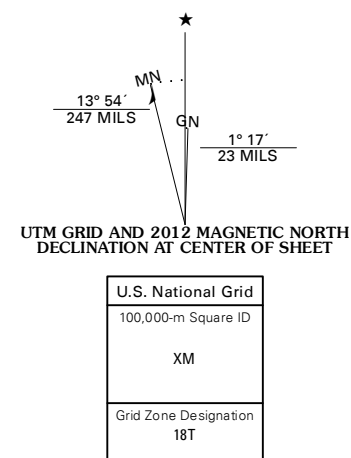 ★
MN
13° 54´
247 MILS
GN
1° 17´
23 MILS
UTM GRID AND 2012 MAGNETIC NORTH
DECLINATION AT CENTER OF SHEET
U.S. National Grid
100,000-m Square ID
XM
Grid Zone Designation
18T